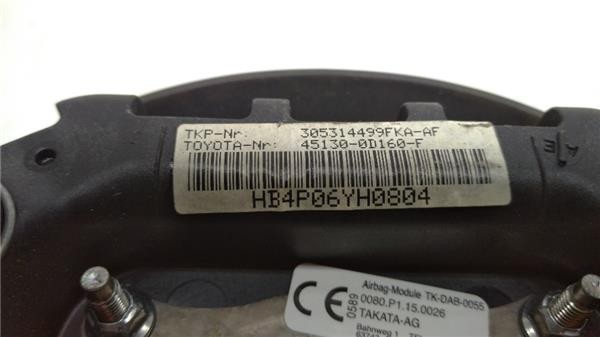 TKP-Nr: 305314499FKA-AF
TOYOTA-Nr: 45130-0D160-F
HB4P06YH0804
A E
CE 0589
Airbag-Module TK-DAB-0055
0080.P1.15.0026
TAKATA-AG
Bahnweg 1